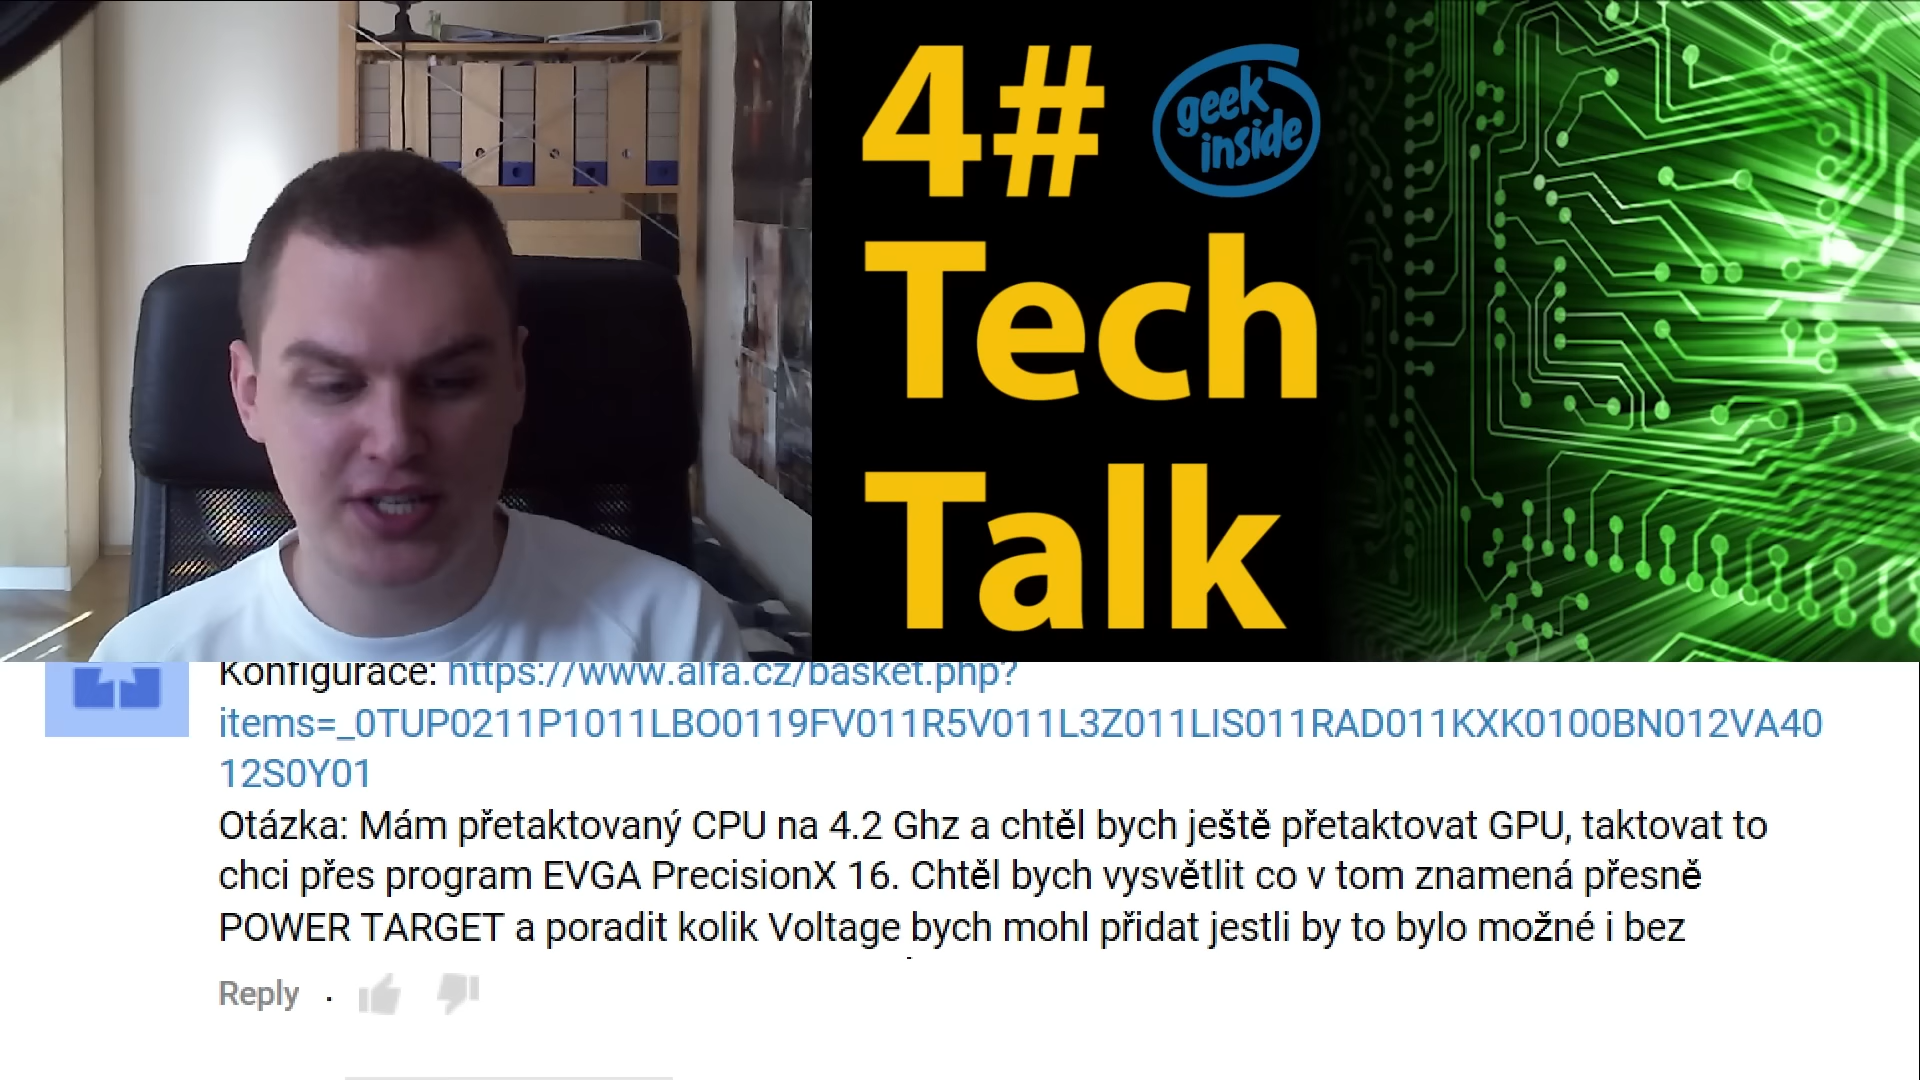 4#
geek
inside
Tech
Talk
Konfigurace: https://www.alfa.cz/basket.php?
items=_0TUP0211P1011LBO0119FV011R5V011L3Z011LIS011RAD011KXK0100BN012VA40
12S0Y01
Otázka: Mám přetaktovaný CPU na 4.2 Ghz a chtěl bych ještě přetaktovat GPU, taktovat to
chci přes program EVGA PrecisionX 16. Chtěl bych vysvětlit co v tom znamená přesně
POWER TARGET a poradit kolik Voltage bych mohl přidat jestli by to bylo možné i bez
Reply